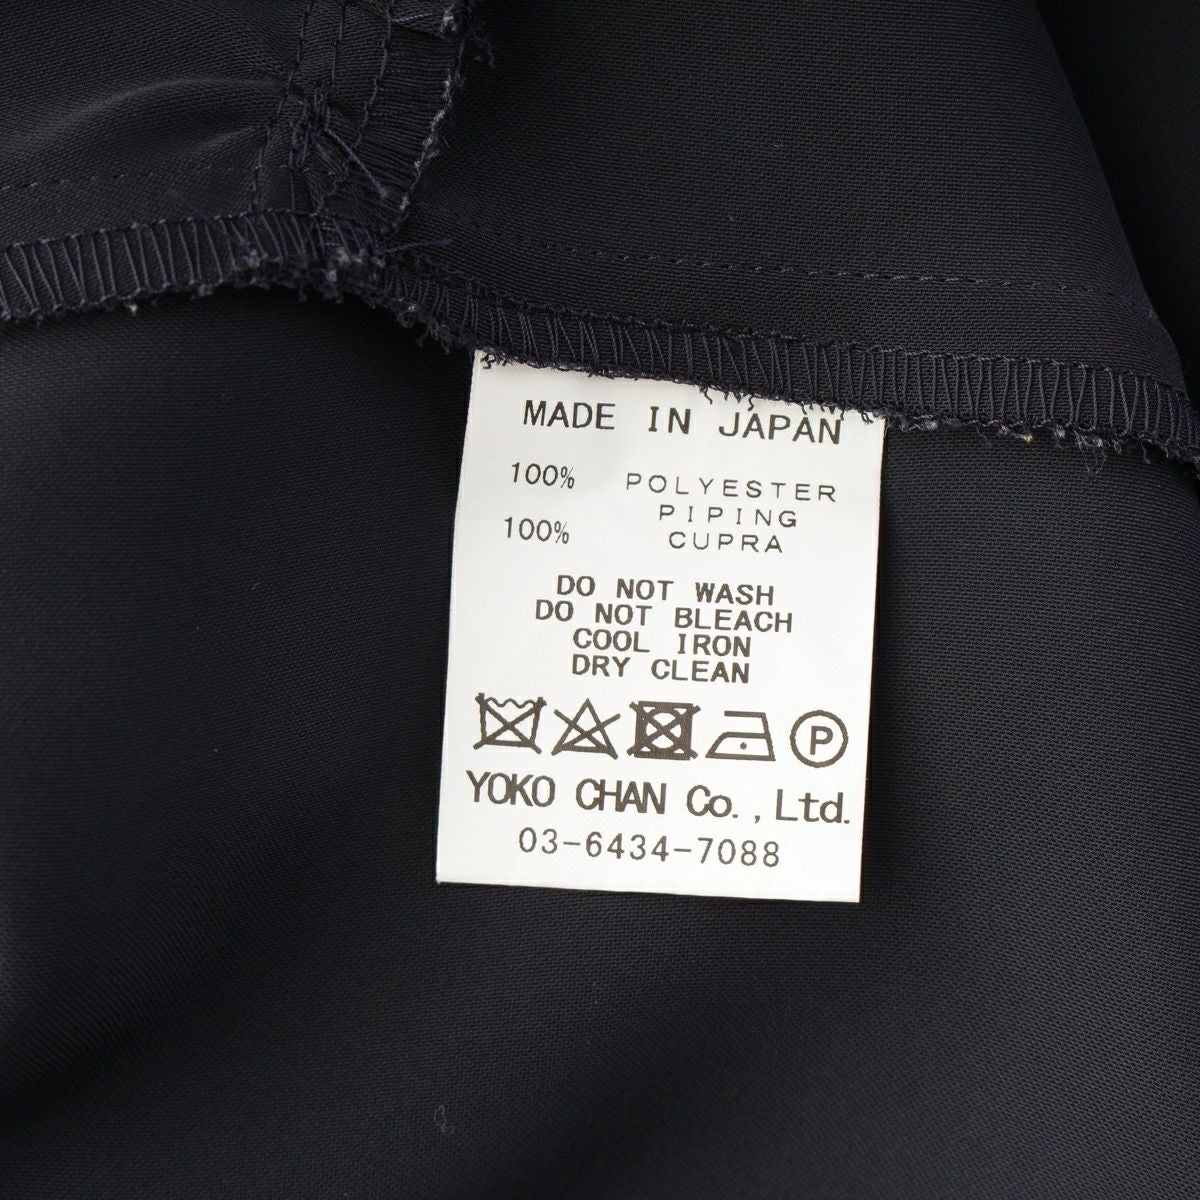 MADE IN JAPAN
100% POLYESTER
PIPING
100% CUPRA
DO NOT WASH
DO NOT BLEACH
COOL IRON
DRY CLEAN
P
YOKO CHAN Co., Ltd.
03-6434-7088